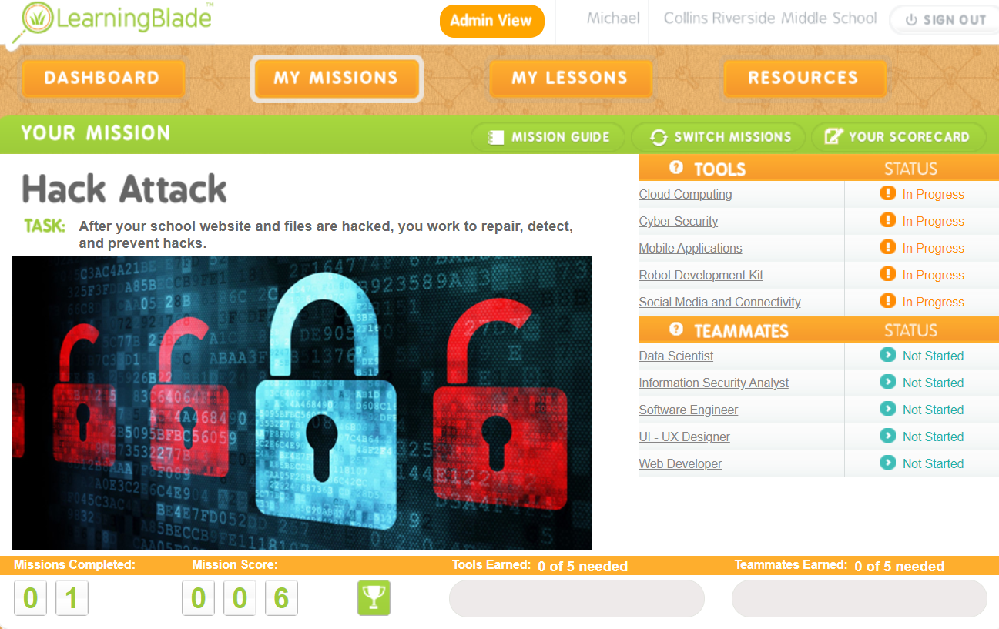 LearningBlade™
Admin View
Michael
Collins Riverside Middle School
SIGN OUT
DASHBOARD
MY MISSIONS
MY LESSONS
RESOURCES
YOUR MISSION
MISSION GUIDE
SWITCH MISSIONS
YOUR SCORECARD
Hack Attack
TASK: After your school website and files are hacked, you work to repair, detect,
and prevent hacks.
TOOLS STATUS
Cloud Computing In Progress
Cyber Security In Progress
Mobile Applications In Progress
Robot Development Kit In Progress
Social Media and Connectivity In Progress
TEAMMATES STATUS
Data Scientist Not Started
Information Security Analyst Not Started
Software Engineer Not Started
UI - UX Designer Not Started
Web Developer Not Started
Missions Completed:
0 1
Mission Score:
0 0 6
Tools Earned: 0 of 5 needed
Teammates Earned: 0 of 5 needed